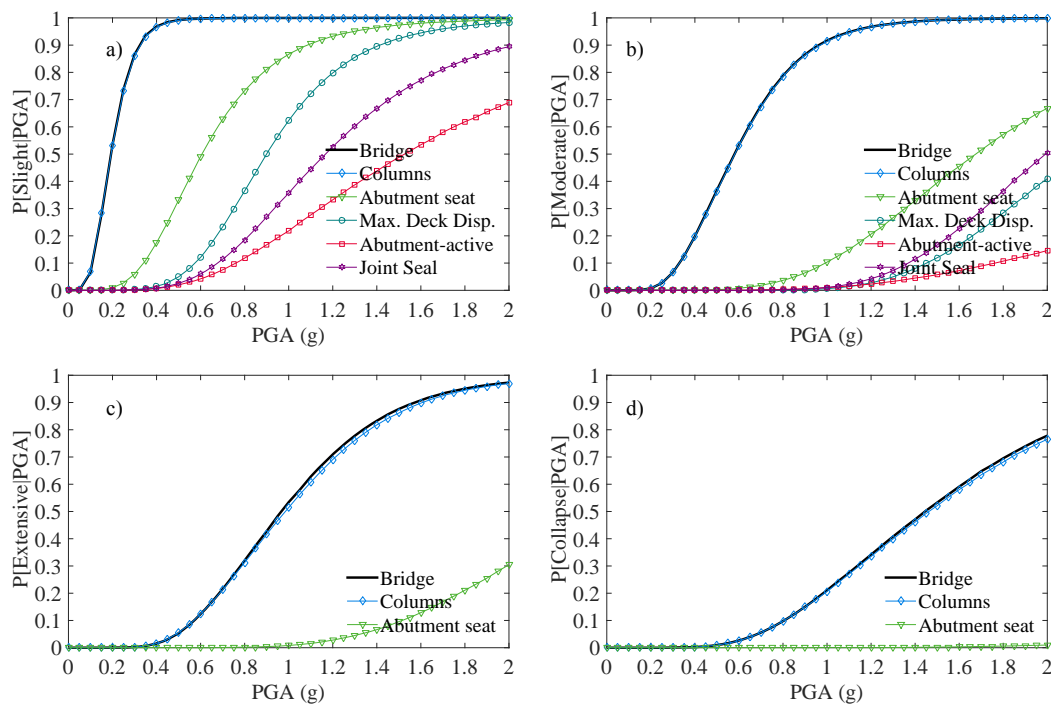 a)
P[Slight|PGA]
1
0.9
0.8
0.7
0.6
0.5
0.4
0.3
0.2
0.1
0
Bridge
Columns
Abutment seat
Max. Deck Disp.
Abutment-active
Joint Seal
0 0.2 0.4 0.6 0.8 1 1.2 1.4 1.6 1.8 2
PGA (g)
b)
P[Moderate|PGA]
1
0.9
0.8
0.7
0.6
0.5
0.4
0.3
0.2
0.1
0
Bridge
Columns
Abutment seat
Max. Deck Disp.
Abutment-active
Joint Seal
0 0.2 0.4 0.6 0.8 1 1.2 1.4 1.6 1.8 2
PGA (g)
c)
P[Extensive|PGA]
1
0.9
0.8
0.7
0.6
0.5
0.4
0.3
0.2
0.1
0
Bridge
Columns
Abutment seat
0 0.2 0.4 0.6 0.8 1 1.2 1.4 1.6 1.8 2
PGA (g)
d)
P[Collapse|PGA]
1
0.9
0.8
0.7
0.6
0.5
0.4
0.3
0.2
0.1
0
Bridge
Columns
Abutment seat
0 0.2 0.4 0.6 0.8 1 1.2 1.4 1.6 1.8 2
PGA (g)